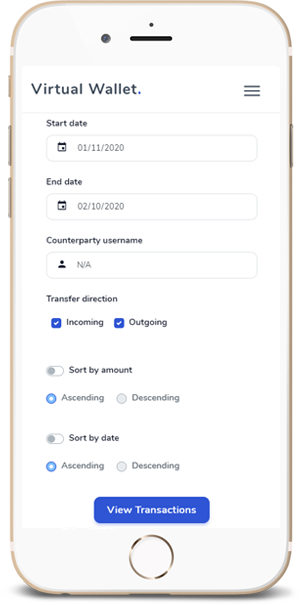 Virtual Wallet.
Start date
01/11/2020
End date
02/10/2020
Counterparty username
N/A
Transfer direction
Incoming Outgoing
Sort by amount
Ascending Descending
Sort by date
Ascending Descending
View Transactions